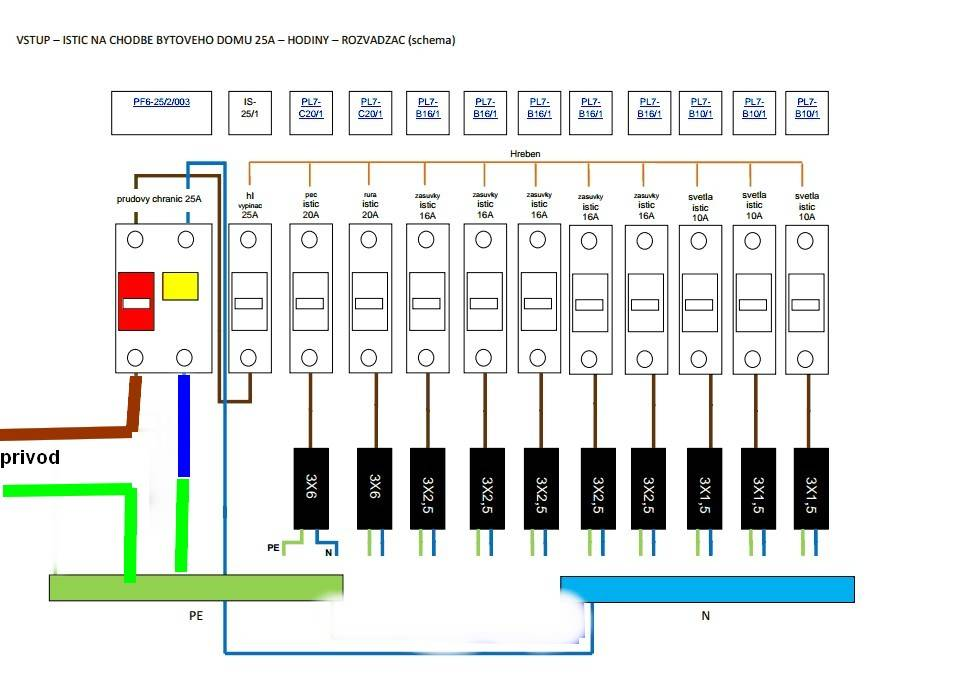 VSTUP – ISTIC NA CHODBE BYTOVEHO DOMU 25A – HODINY – ROZVADZAC (schema)
PF6-25/2/003
IS-
25/1
PL7-
C20/1
PL7-
C20/1
PL7-
B16/1
PL7-
B16/1
PL7-
B16/1
PL7-
B16/1
PL7-
B16/1
PL7-
B10/1
PL7-
B10/1
PL7-
B10/1
Hreben
prudovy chranic 25A
hl
vypinac
25A
pec
istic
20A
rura
istic
20A
zasuvky
istic
16A
zasuvky
istic
16A
zasuvky
istic
16A
zasuvky
istic
16A
zasuvky
istic
16A
svetla
istic
10A
svetla
istic
10A
svetla
istic
10A
privod
3X6
3X6
3X2,5
3X2,5
3X2,5
3X2,5
3X2,5
3X1,5
3X1,5
3X1,5
PE
N
PE
N